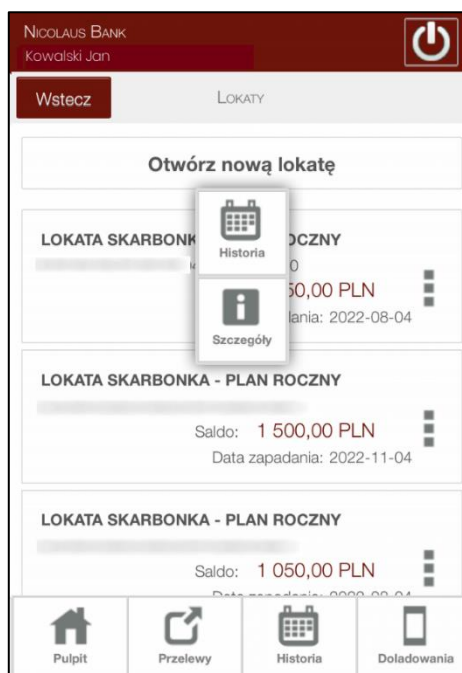 Nicolaus Bank
Kowalski Jan
Wstecz
Lokaty
Otwórz nową lokatę
Historia
Szczegóły
LOKATA SKARBONK
OCZNY
0
50,00 PLN
dania: 2022-08-04
LOKATA SKARBONKA - PLAN ROCZNY
Saldo: 1 500,00 PLN
Data zapadania: 2022-11-04
LOKATA SKARBONKA - PLAN ROCZNY
Saldo: 1 050,00 PLN
Pulpit
Przelewy
Historia
Doladowania